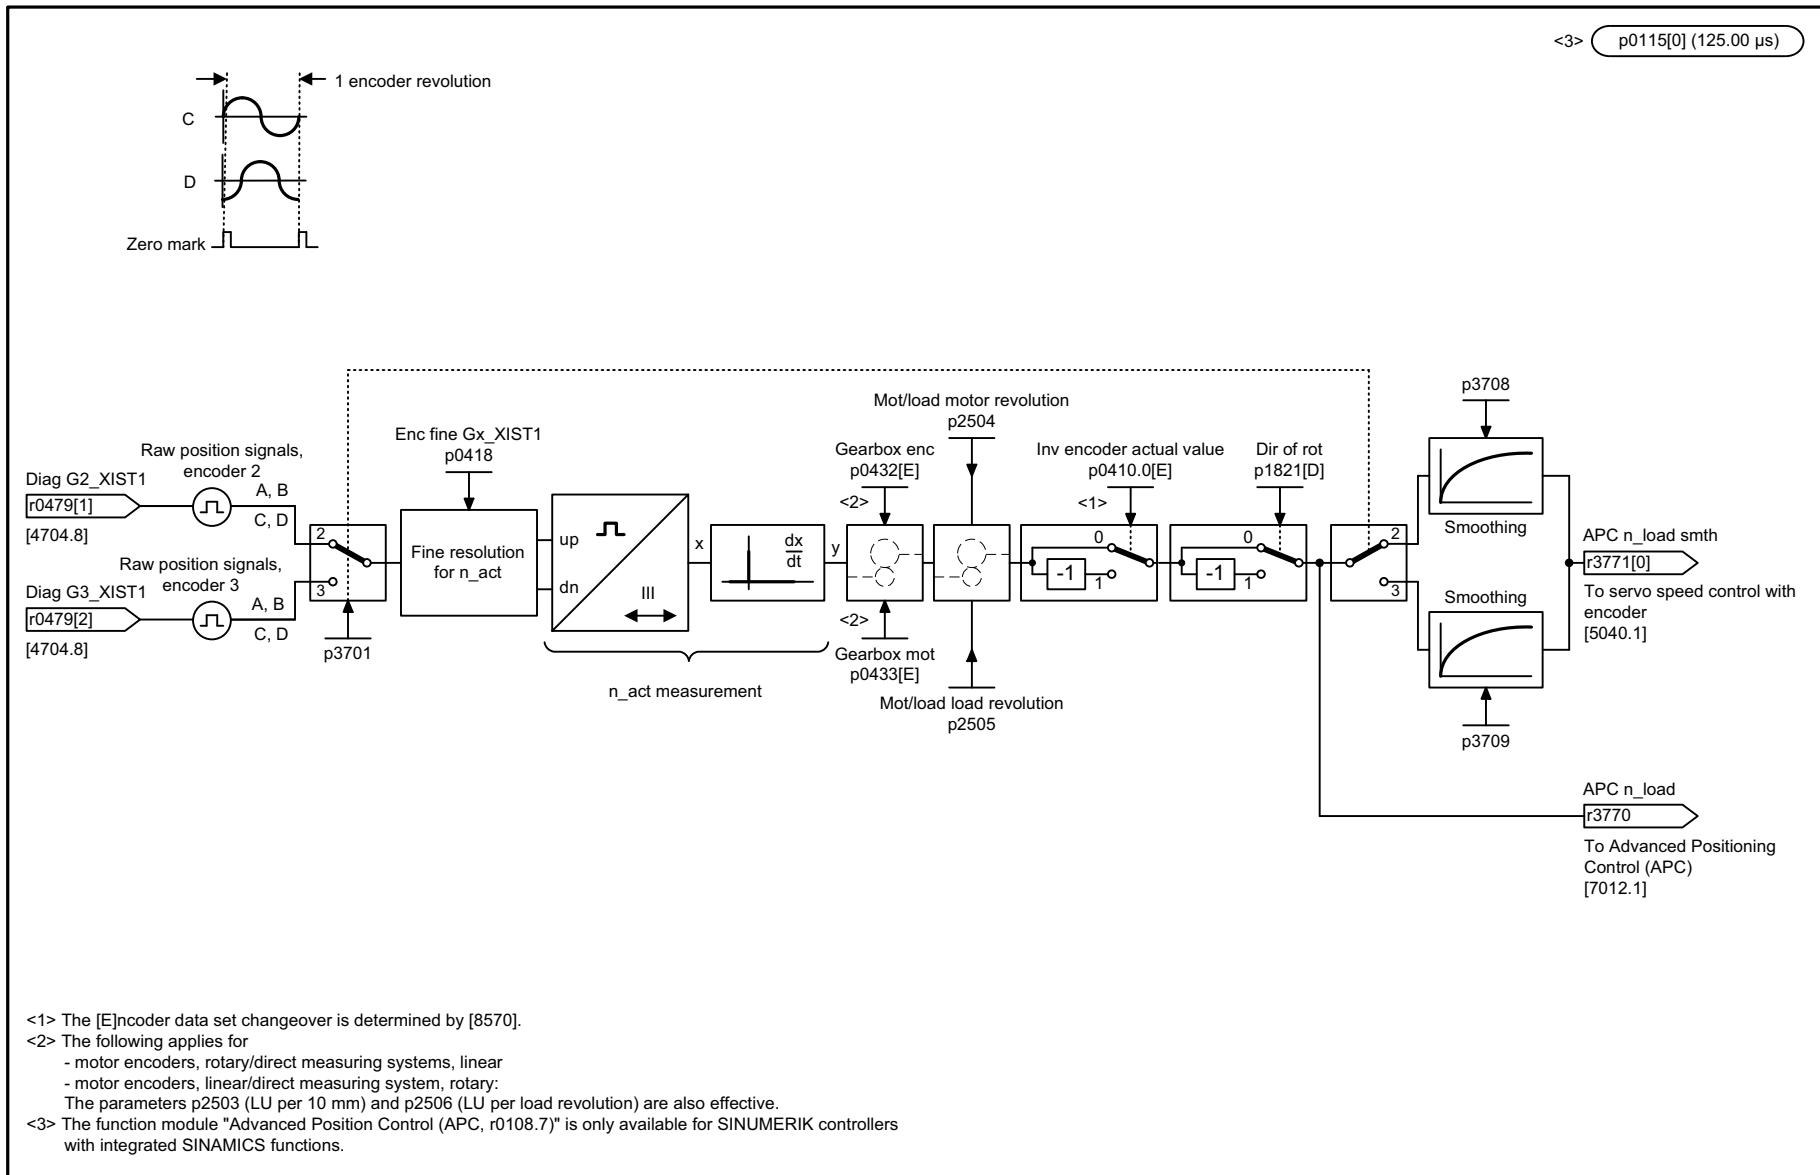 <3> p0115[0] (125.00 µs)
1 encoder revolution
C
D
Zero mark
p3708
Mot/load motor revolution
p2504
Enc fine Gx_XIST1
p0418
Gearbox enc
p0432[E]
<2>
Inv encoder actual value
p0410.0[E]
<1>
Dir of rot
p1821[D]
Raw position signals,
encoder 2
Diag G2_XIST1
r0479[1]
[4704.8]
A, B
C, D
Raw position signals,
encoder 3
Diag G3_XIST1
r0479[2]
[4704.8]
A, B
C, D
2
3
p3701
Fine resolution
for n_act
up
dn
III
x
dx
dt
y
n_act measurement
<2>
Gearbox mot
p0433[E]
Mot/load load revolution
p2505
0
-1
1
0
-1
1
2
3
Smoothing
Smoothing
p3709
APC n_load smth
r3771[0]
To servo speed control with
encoder
[5040.1]
APC n_load
r3770
To Advanced Positioning
Control (APC)
[7012.1]
<1> The [E]ncoder data set changeover is determined by [8570].
<2> The following applies for
- motor encoders, rotary/direct measuring systems, linear
- motor encoders, linear/direct measuring system, rotary:
The parameters p2503 (LU per 10 mm) and p2506 (LU per load revolution) are also effective.
<3> The function module "Advanced Position Control (APC, r0108.7)" is only available for SINUMERIK controllers
with integrated SINAMICS functions.